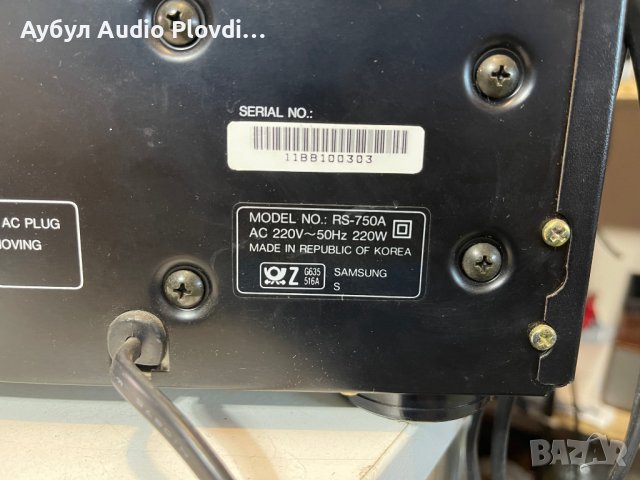 Аубул Audio Plovdi...
SERIAL NO.:
11BB100303
AC PLUG
MODEL NO.: RS-750A
AC 220V～50Hz 220W
MADE IN REPUBLIC OF KOREA
Z G635 SAMSUNG
516A S
BAZAR